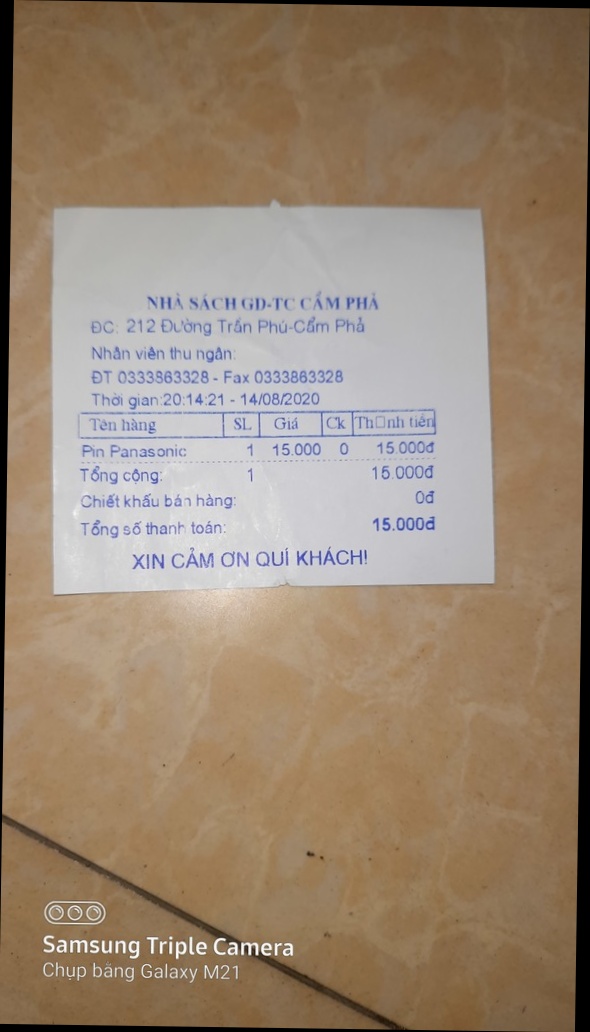 NHÀ SÁCH GD-TC CẨM PHẢ
ĐC: 212 Đường Trần Phú-Cẩm Phả
Nhân viên thu ngân:
ĐT 0333863328 - Fax 0333863328
Thời gian:20:14:21 - 14/08/2020
Tên hàng SL Giá Ck Th□nh tiền
Pin Panasonic 1 15.000 0 15.000đ
Tổng cộng: 1 15.000đ
Chiết khấu bán hàng: 0đ
Tổng số thanh toán: 15.000đ
XIN CẢM ƠN QUÍ KHÁCH!
Samsung Triple Camera
Chụp bằng Galaxy M21